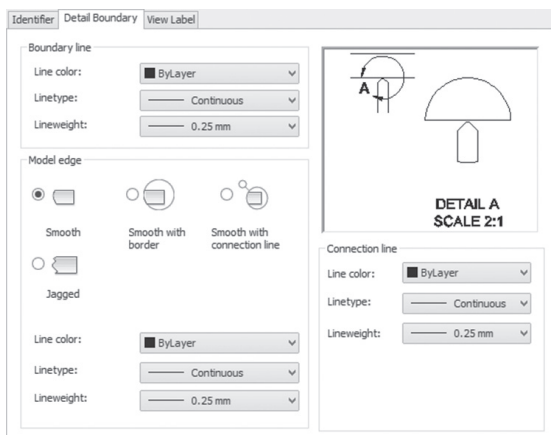 Identifier Detail Boundary View Label
Boundary line
Line color: ByLayer
Linetype: Continuous
Lineweight: 0.25 mm
Model edge
Smooth
Smooth with
border
Smooth with
connection line
Jagged
Line color: ByLayer
Linetype: Continuous
Lineweight: 0.25 mm
A
DETAIL A
SCALE 2:1
Connection line
Line color: ByLayer
Linetype: Continuous
Lineweight: 0.25 mm